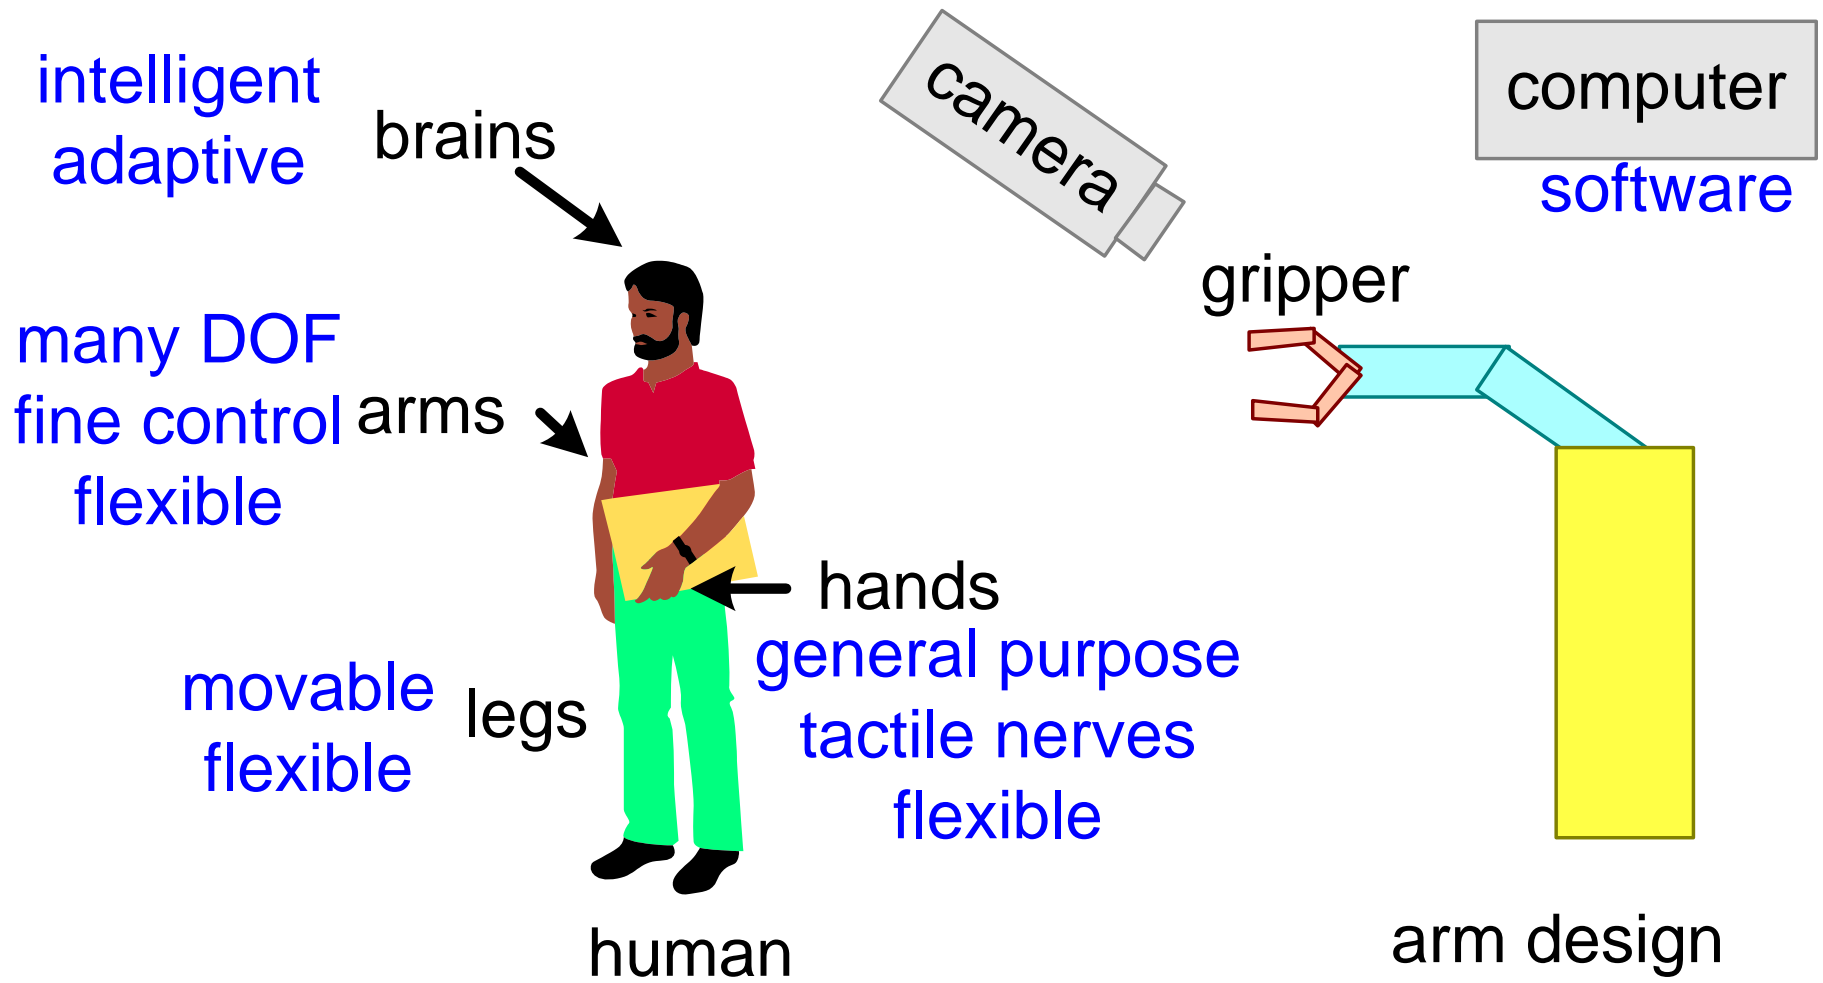 intelligent
adaptive
brains
many DOF
fine control
flexible
arms
movable
flexible
legs
hands
general purpose
tactile nerves
flexible
human
camera
computer
software
gripper
arm design